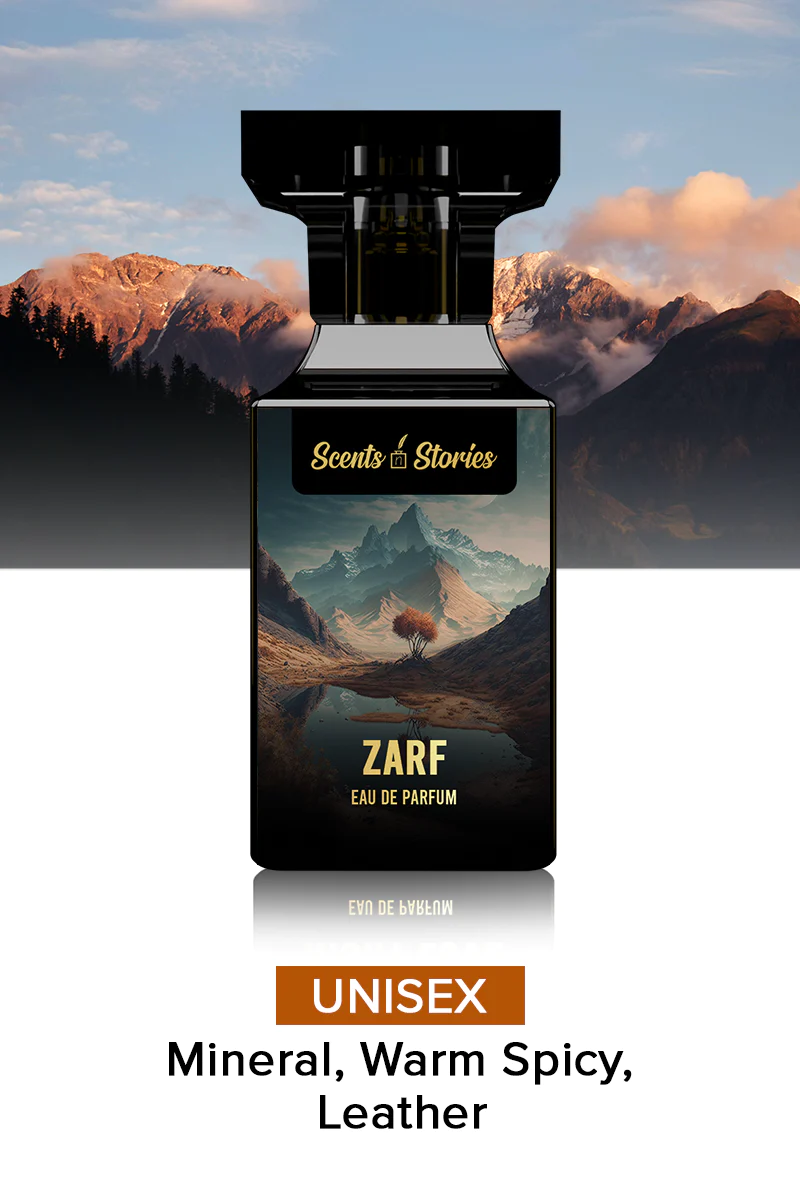 Scents n Stories
ZARF
EAU DE PARFUM
EAU DE PARFUM
UNISEX
Mineral, Warm Spicy,
Leather